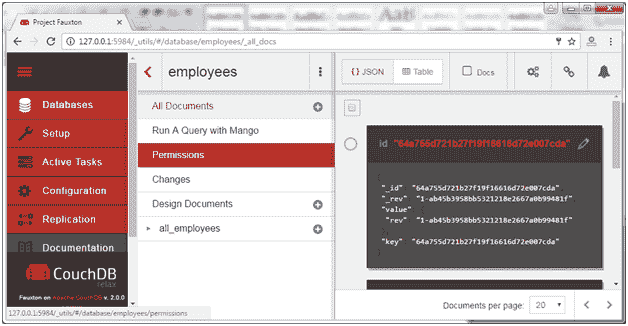 Project Fauxton
127.0.0.1:5984/_utils/#/database/employees/_all_docs
Databases
Setup
Active Tasks
Configuration
Replication
Documentation
CouchDB
relax
Fauxton on Apache CouchDB v. 2.0.0
employees
All Documents
Run A Query with Mango
Permissions
Changes
Design Documents
all_employees
{} JSON
Table
Docs
id "64a755d721b27f19f16616d72e007cda"
{
"_id" "64a755d721b27f19f16616d72e007cda"
"_rev" "1-ab45b3958bb5321218e2667a0b99481f"
"value" {
"rev" "1-ab45b3958bb5321218e2667a0b99481f"
"key" "64a755d721b27f19f16616d72e007cda"
Documents per page: 20
127.0.0.1:5984/_utils/#/database/employees/permissions